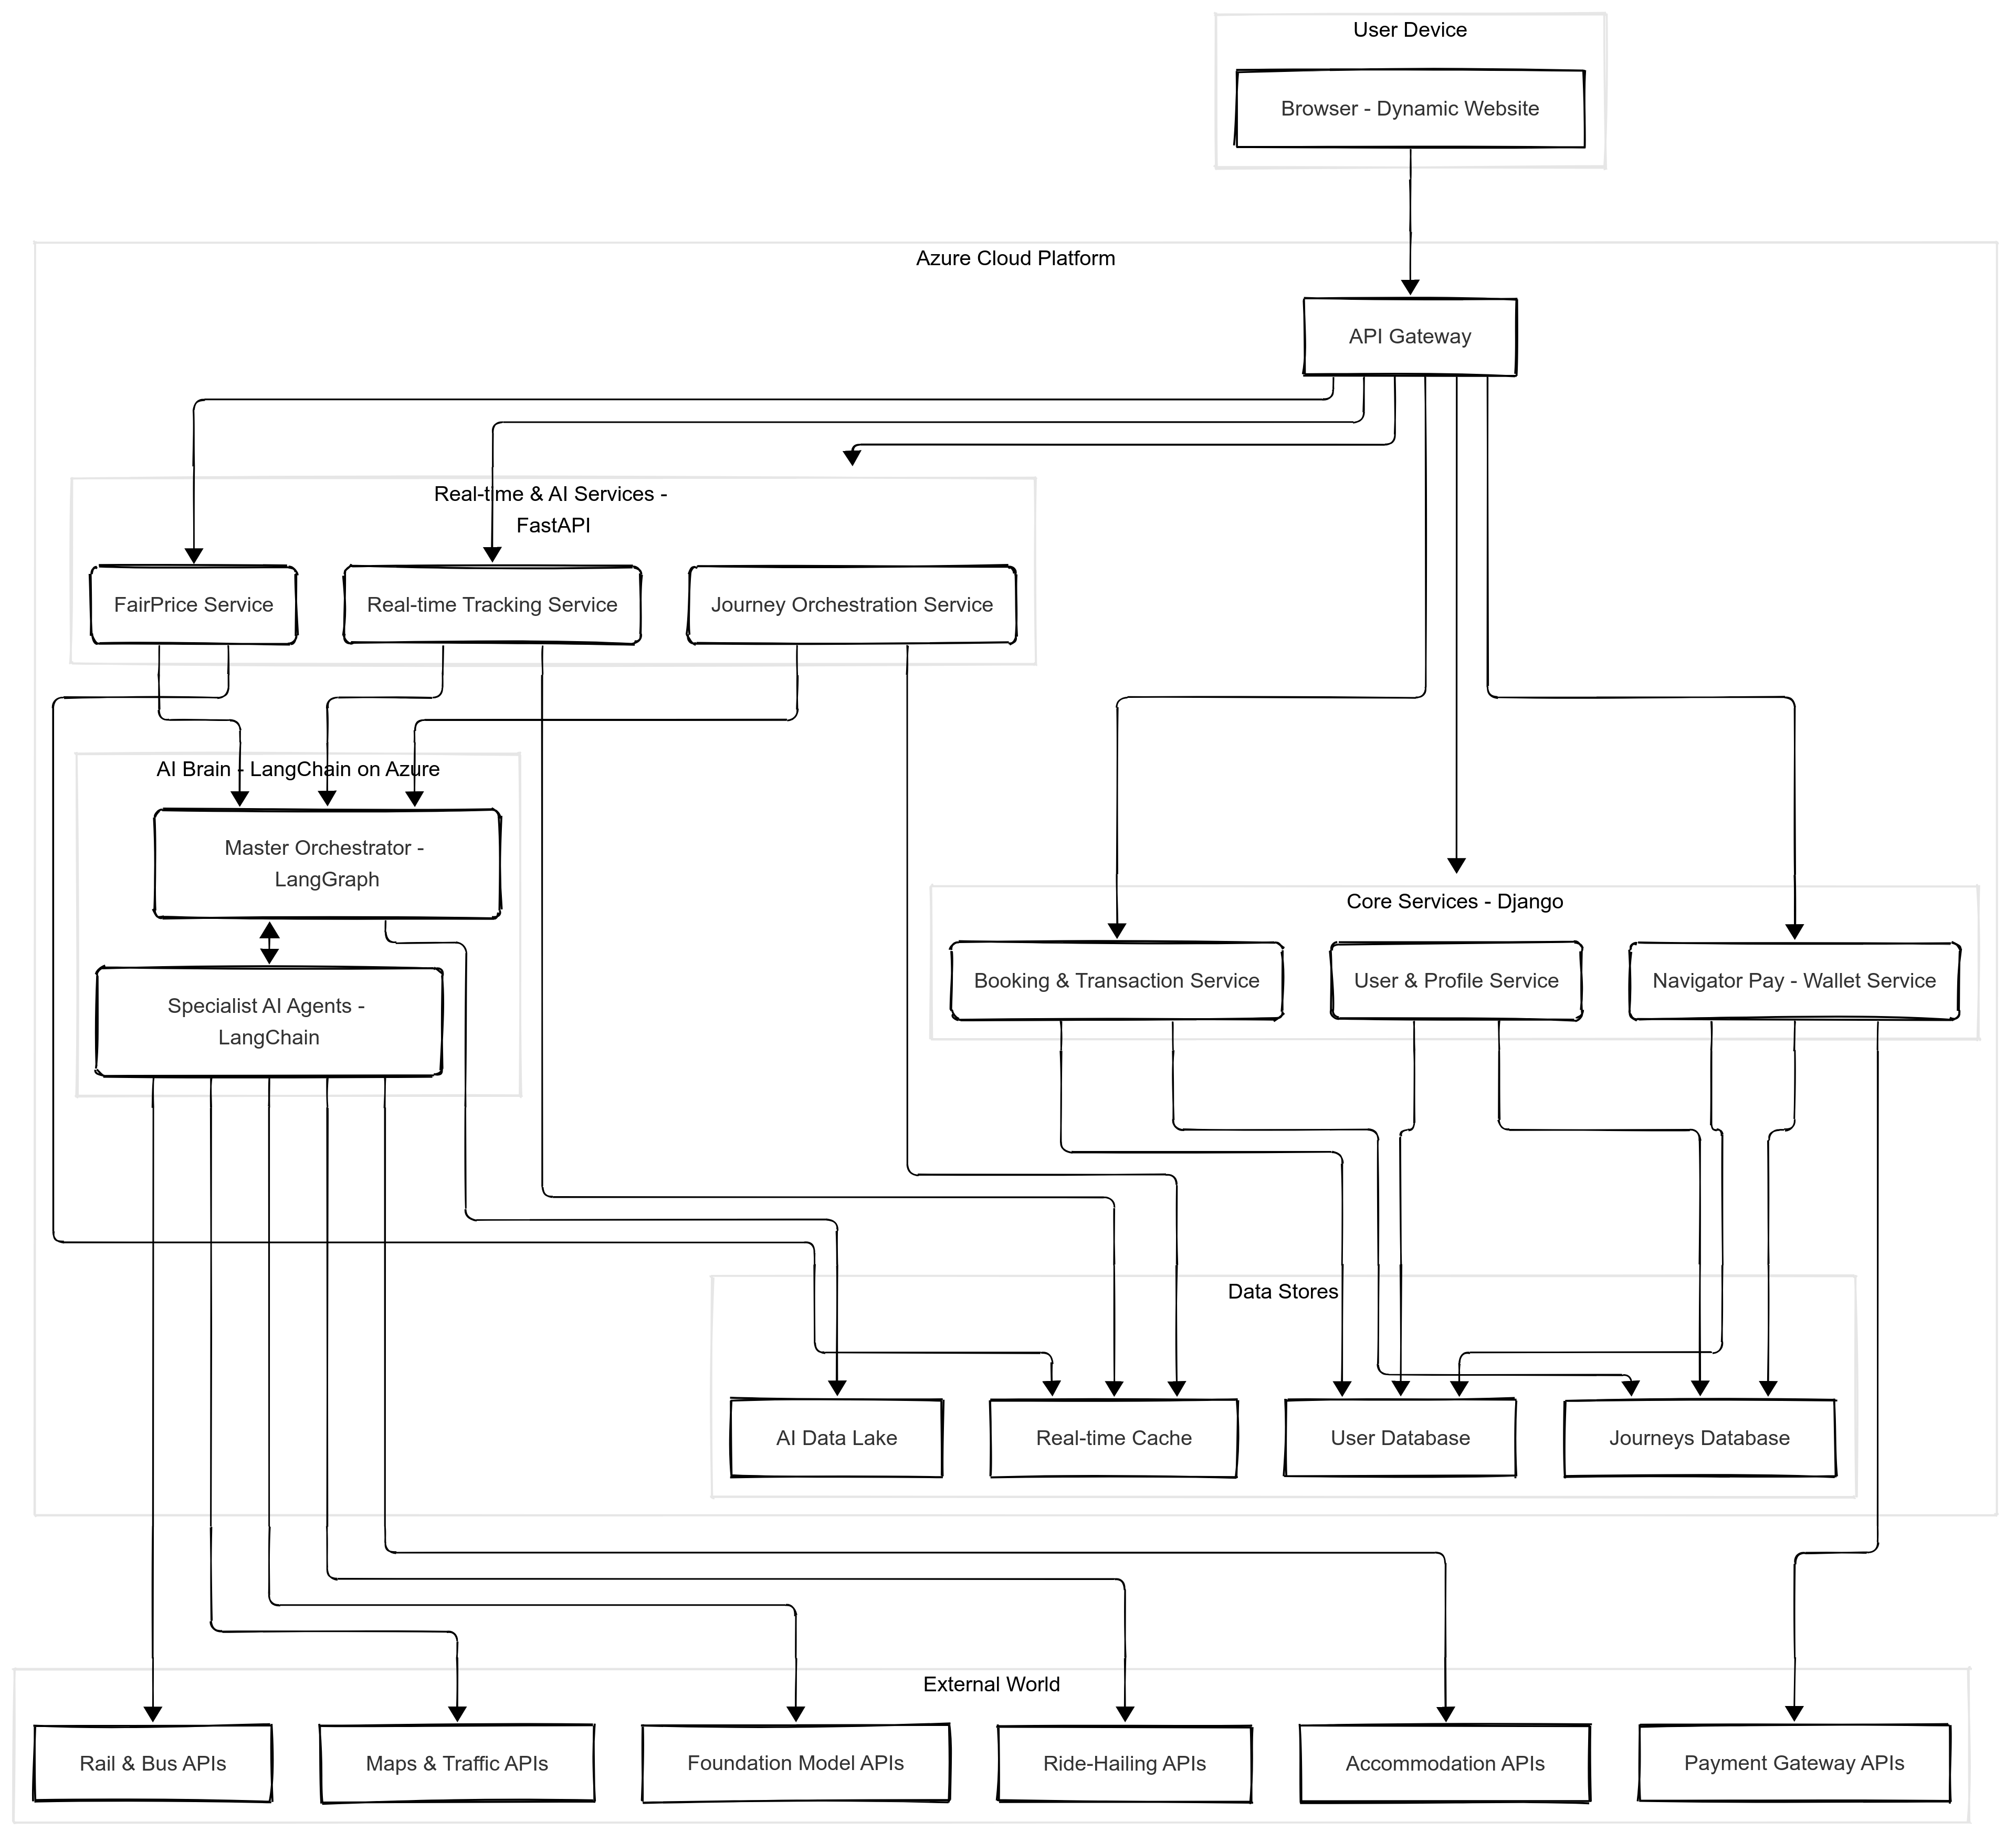 User Device
Browser - Dynamic Website
Azure Cloud Platform
API Gateway
Real-time & AI Services -
FastAPI
FairPrice Service
Real-time Tracking Service
Journey Orchestration Service
AI Brain - LangChain on Azure
Master Orchestrator -
LangGraph
Specialist AI Agents -
LangChain
Core Services - Django
Booking & Transaction Service
User & Profile Service
Navigator Pay - Wallet Service
Data Stores
AI Data Lake
Real-time Cache
User Database
Journeys Database
External World
Rail & Bus APIs
Maps & Traffic APIs
Foundation Model APIs
Ride-Hailing APIs
Accommodation APIs
Payment Gateway APIs